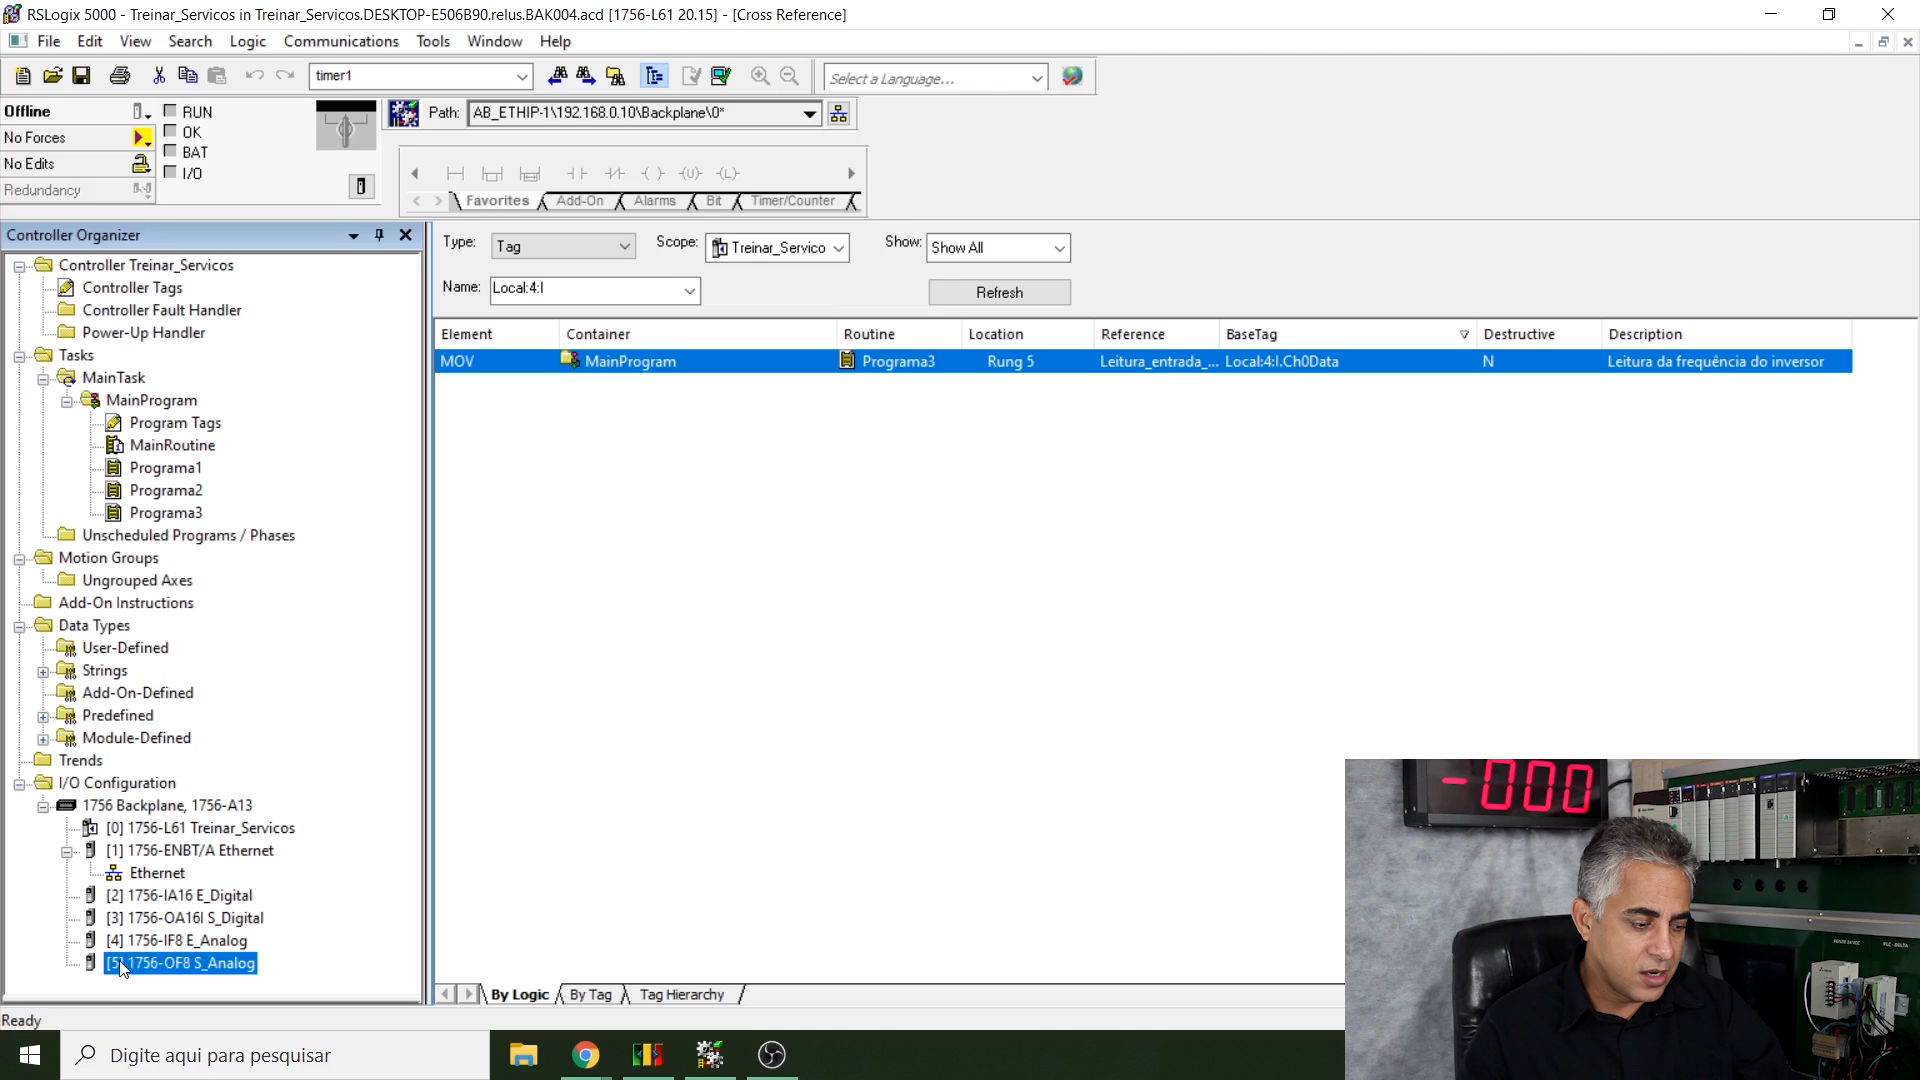 RSLogix 5000 - Treinar_Servicos in Treinar_Servicos.DESKTOP-E506B90.relus.BAK004.acd [1756-L61 20.15] - [Cross Reference]
File Edit View Search Logic Communications Tools Window Help
timer1
Select a Language...
Offline
No Forces
No Edits
Redundancy
RUN
OK
BAT
I/O
Path: AB_ETHIP-1\192.168.0.10\Backplane\0*
Favorites Add-On Alarms Bit Timer/Counter
Controller Organizer
Controller Treinar_Servicos
Controller Tags
Controller Fault Handler
Power-Up Handler
Tasks
MainTask
MainProgram
Program Tags
MainRoutine
Programa1
Programa2
Programa3
Unscheduled Programs / Phases
Motion Groups
Ungrouped Axes
Add-On Instructions
Data Types
User-Defined
Strings
Add-On-Defined
Predefined
Module-Defined
Trends
I/O Configuration
1756 Backplane, 1756-A13
[0] 1756-L61 Treinar_Servicos
[1] 1756-ENBT/A Ethernet
Ethernet
[2] 1756-IA16 E_Digital
[3] 1756-OA16I S_Digital
[4] 1756-IF8 E_Analog
[5] 1756-OF8 S_Analog
Type: Tag Scope: Treinar_Servico Show: Show All
Name: Local:4:I Refresh
Element Container Routine Location Reference BaseTag Destructive Description
MOV MainProgram Programa3 Rung 5 Leitura_entrada_... Local:4:I.Ch0Data N Leitura da frequência do inversor
By Logic By Tag Tag Hierarchy
Ready
Digite aqui para pesquisar
-000